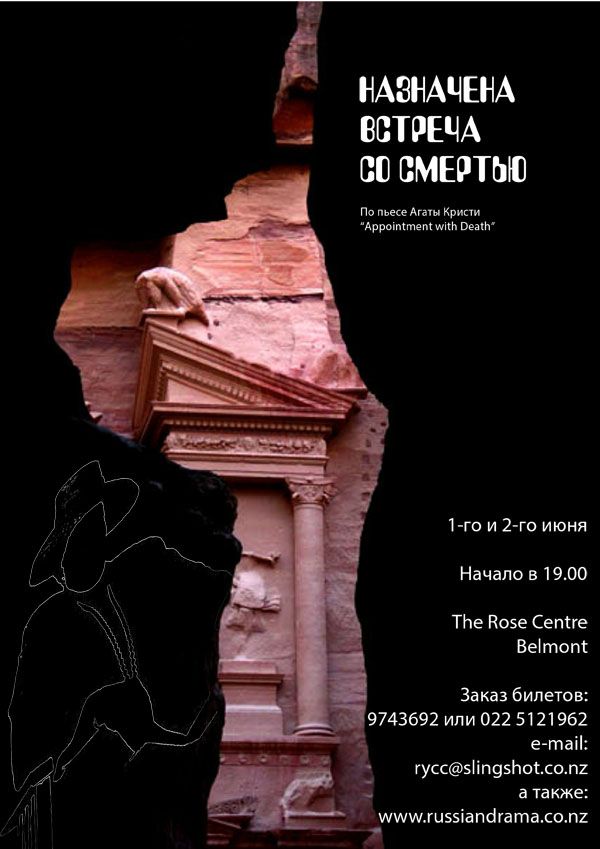 НАЗНАЧЕНА
ВСТРЕЧА
СО СМЕРТЬЮ
По пьесе Агаты Кристи
“Appointment with Death”
1-го и 2-го июня
Начало в 19.00
The Rose Centre
Belmont
Заказ билетов:
9743692 или 022 5121962
e-mail:
rycc@slingshot.co.nz
а также:
www.russiandrama.co.nz